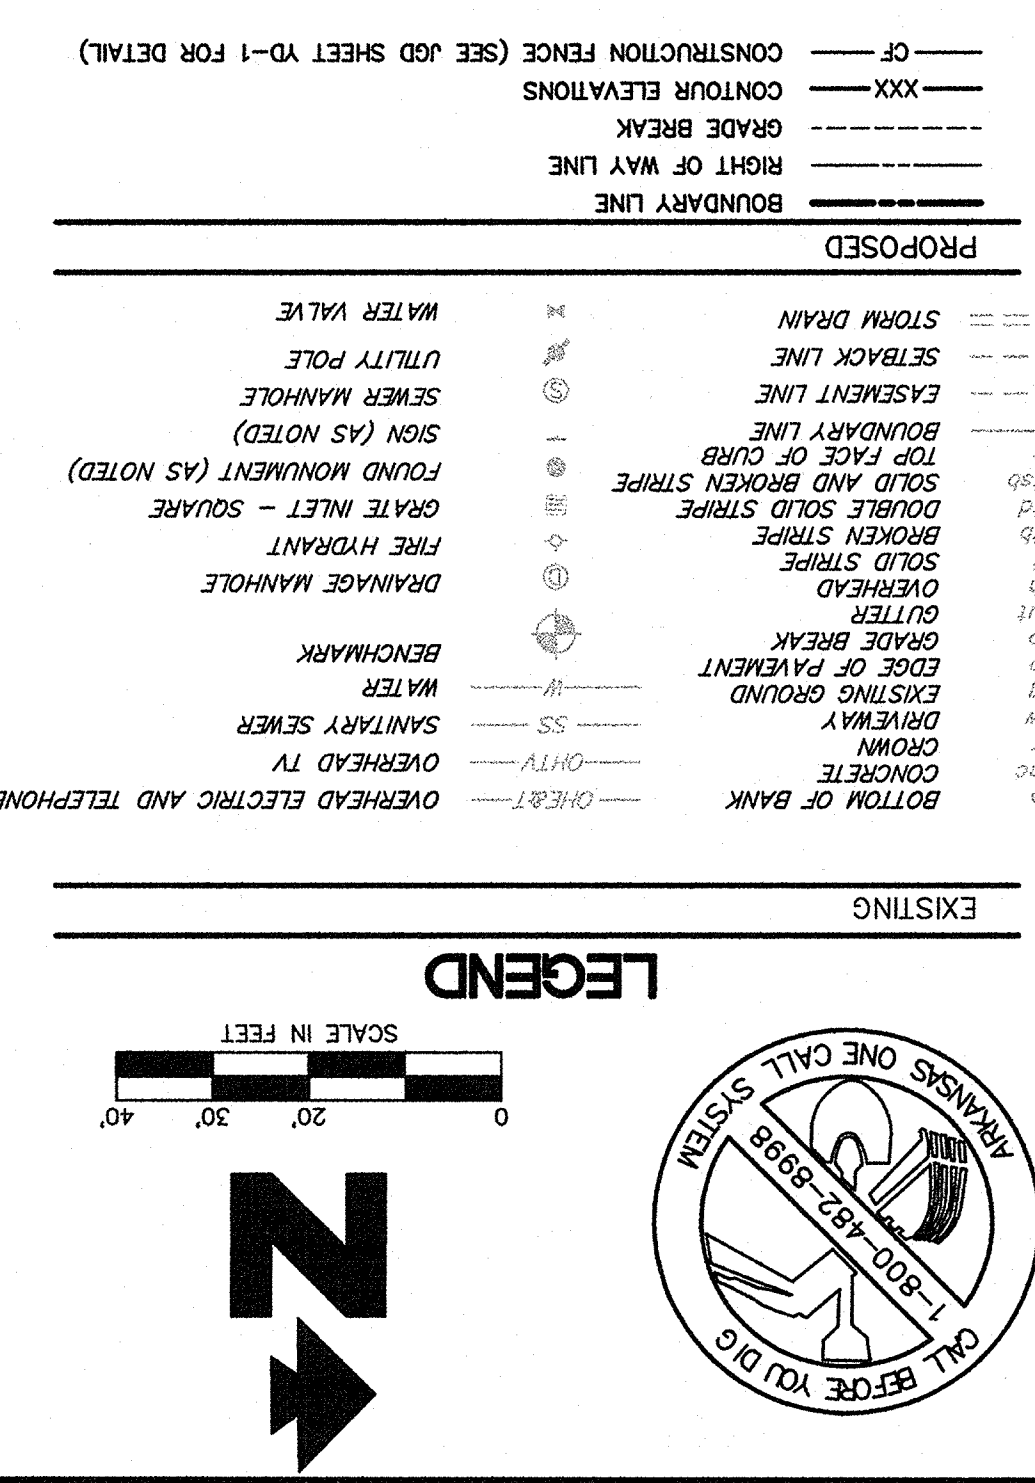 CALL BEFORE YOU DIG
1-800-482-8998
ARKANSAS ONE CALL SYSTEM
N
0 20' 30' 40'
SCALE IN FEET
LEGEND
EXISTING
BOTTOM OF BANK
CONCRETE
CROWN
DRIVEWAY
EXISTING GROUND
EDGE OF PAVEMENT
GRADE BREAK
GUTTER
OVERHEAD
SOLID STRIPE
BROKEN STRIPE
DOUBLE SOLID STRIPE
SOLID AND BROKEN STRIPE
TOP FACE OF CURB
BOUNDARY LINE
EASEMENT LINE
SETBACK LINE
STORM DRAIN
OHE&T OVERHEAD ELECTRIC AND TELEPHONE
OHTV OVERHEAD TV
SS SANITARY SEWER
W WATER
BENCHMARK
D DRAINAGE MANHOLE
FIRE HYDRANT
GRATE INLET - SQUARE
FOUND MONUMENT (AS NOTED)
SIGN (AS NOTED)
S SEWER MANHOLE
UTILITY POLE
WATER VALVE
PROPOSED
BOUNDARY LINE
RIGHT OF WAY LINE
GRADE BREAK
XXX CONTOUR ELEVATIONS
CF CONSTRUCTION FENCE (SEE JGD SHEET YD-1 FOR DETAIL)